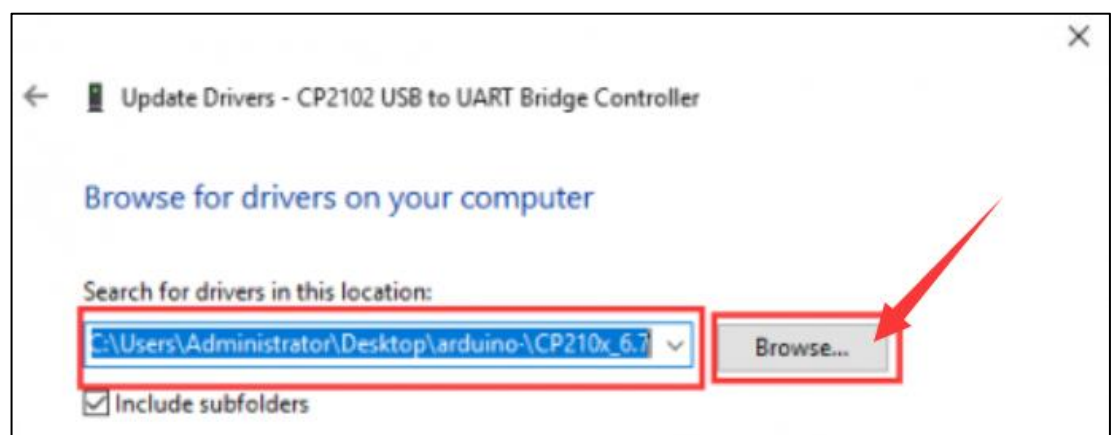 Update Drivers - CP2102 USB to UART Bridge Controller
Browse for drivers on your computer
Search for drivers in this location:
C:\Users\Administrator\Desktop\arduino-\CP210x_6.7
Browse...
Include subfolders